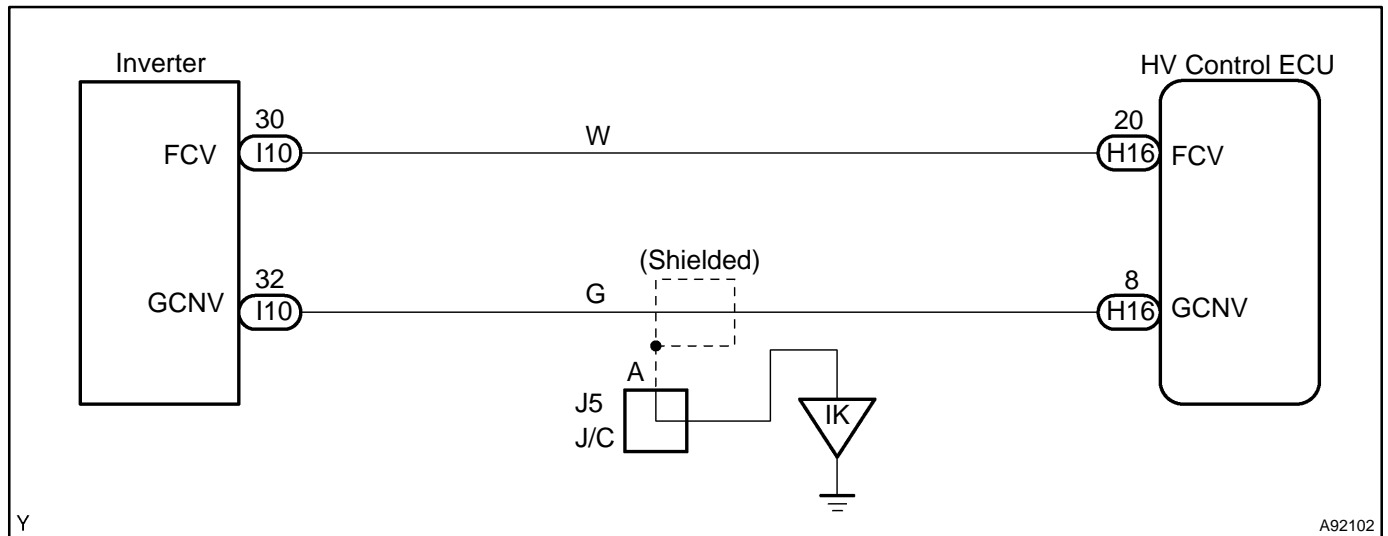 Inverter
HV Control ECU
30
W
20
FCV
I10
H16
FCV
(Shielded)
32
G
8
GCNV
I10
H16
GCNV
A
J5
J/C
IK
Y
A92102